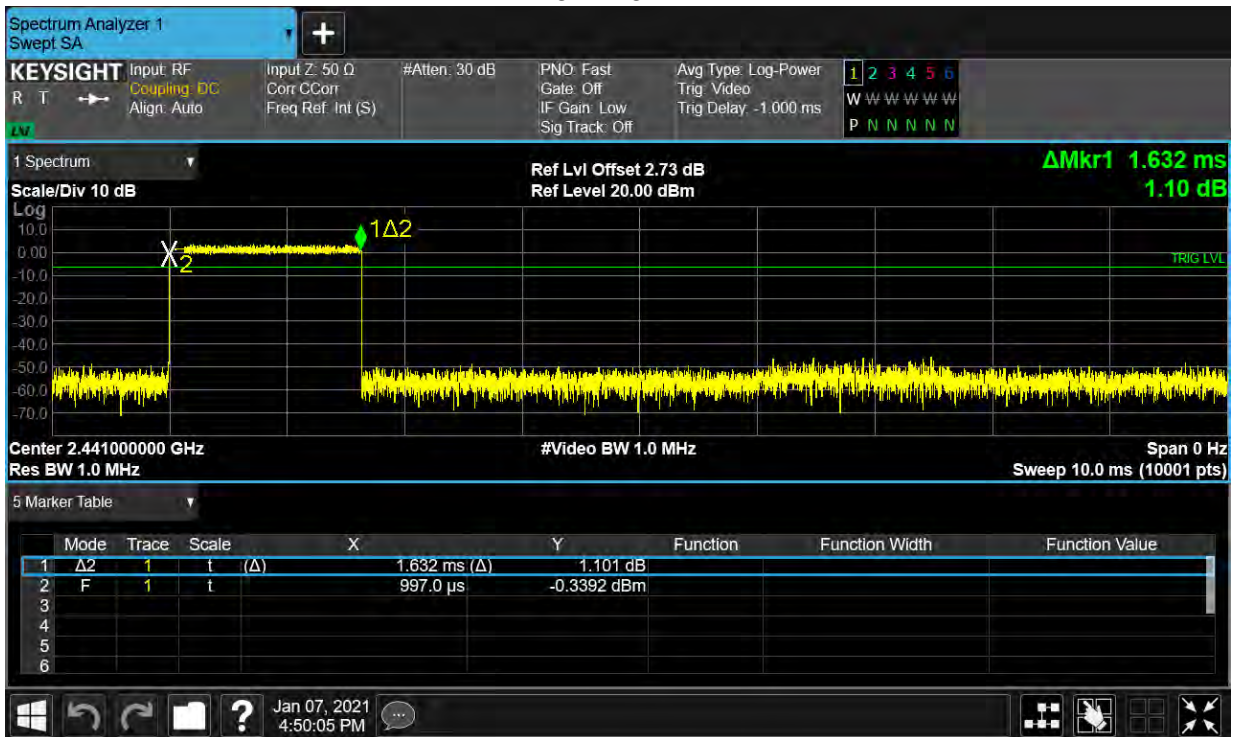 Spectrum Analyzer 1
Swept SA
KEYSIGHT Input: RF Input Z: 50 Ω #Atten: 30 dB PNO: Fast Avg Type: Log-Power 1 2 3 4 5 6
R T Coupling: DC Corr CCorr Gate: Off Trig: Video W W W W W W
Align: Auto Freq Ref: Int (S) IF Gain: Low Trig Delay: -1.000 ms
LXI Sig Track: Off P N N N N N
1 Spectrum Ref Lvl Offset 2.73 dB ΔMkr1 1.632 ms
Scale/Div 10 dB Ref Level 20.00 dBm 1.10 dB
Log
10.0 1Δ2
0.00 X2 TRIG LVL
-10.0
-20.0
-30.0
-40.0
-50.0
-60.0
-70.0
Center 2.441000000 GHz #Video BW 1.0 MHz Span 0 Hz
Res BW 1.0 MHz Sweep 10.0 ms (10001 pts)
5 Marker Table
Mode Trace Scale X Y Function Function Width Function Value
1 Δ2 1 t (Δ) 1.632 ms (Δ) 1.101 dB
2 F 1 t 997.0 µs -0.3392 dBm
3
4
5
6
? Jan 07, 2021
4:50:05 PM